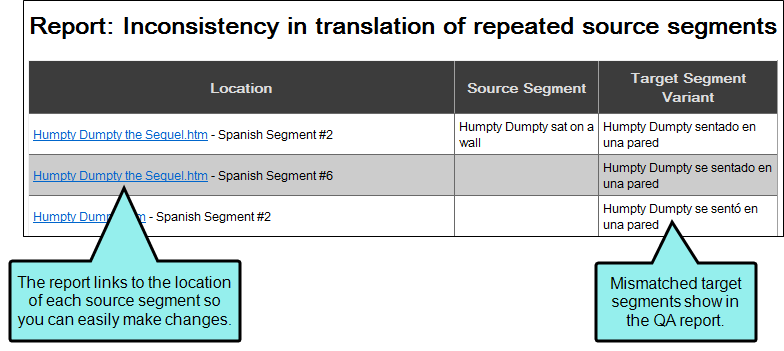 Report: Inconsistency in translation of repeated source segments
Location
Source Segment
Target Segment
Variant
Humpty Dumpty the Sequel.htm - Spanish Segment #2
Humpty Dumpty sat on a
wall
Humpty Dumpty sentado en
una pared
Humpty Dumpty the Sequel.htm - Spanish Segment #6
Humpty Dumpty se sentado en
una pared
Humpty Dump m - Spanish Segment #2
Humpty Dumpty se sentó en
una pared
The report links to the location
of each source segment so
you can easily make changes.
Mismatched target
segments show in
the QA report.